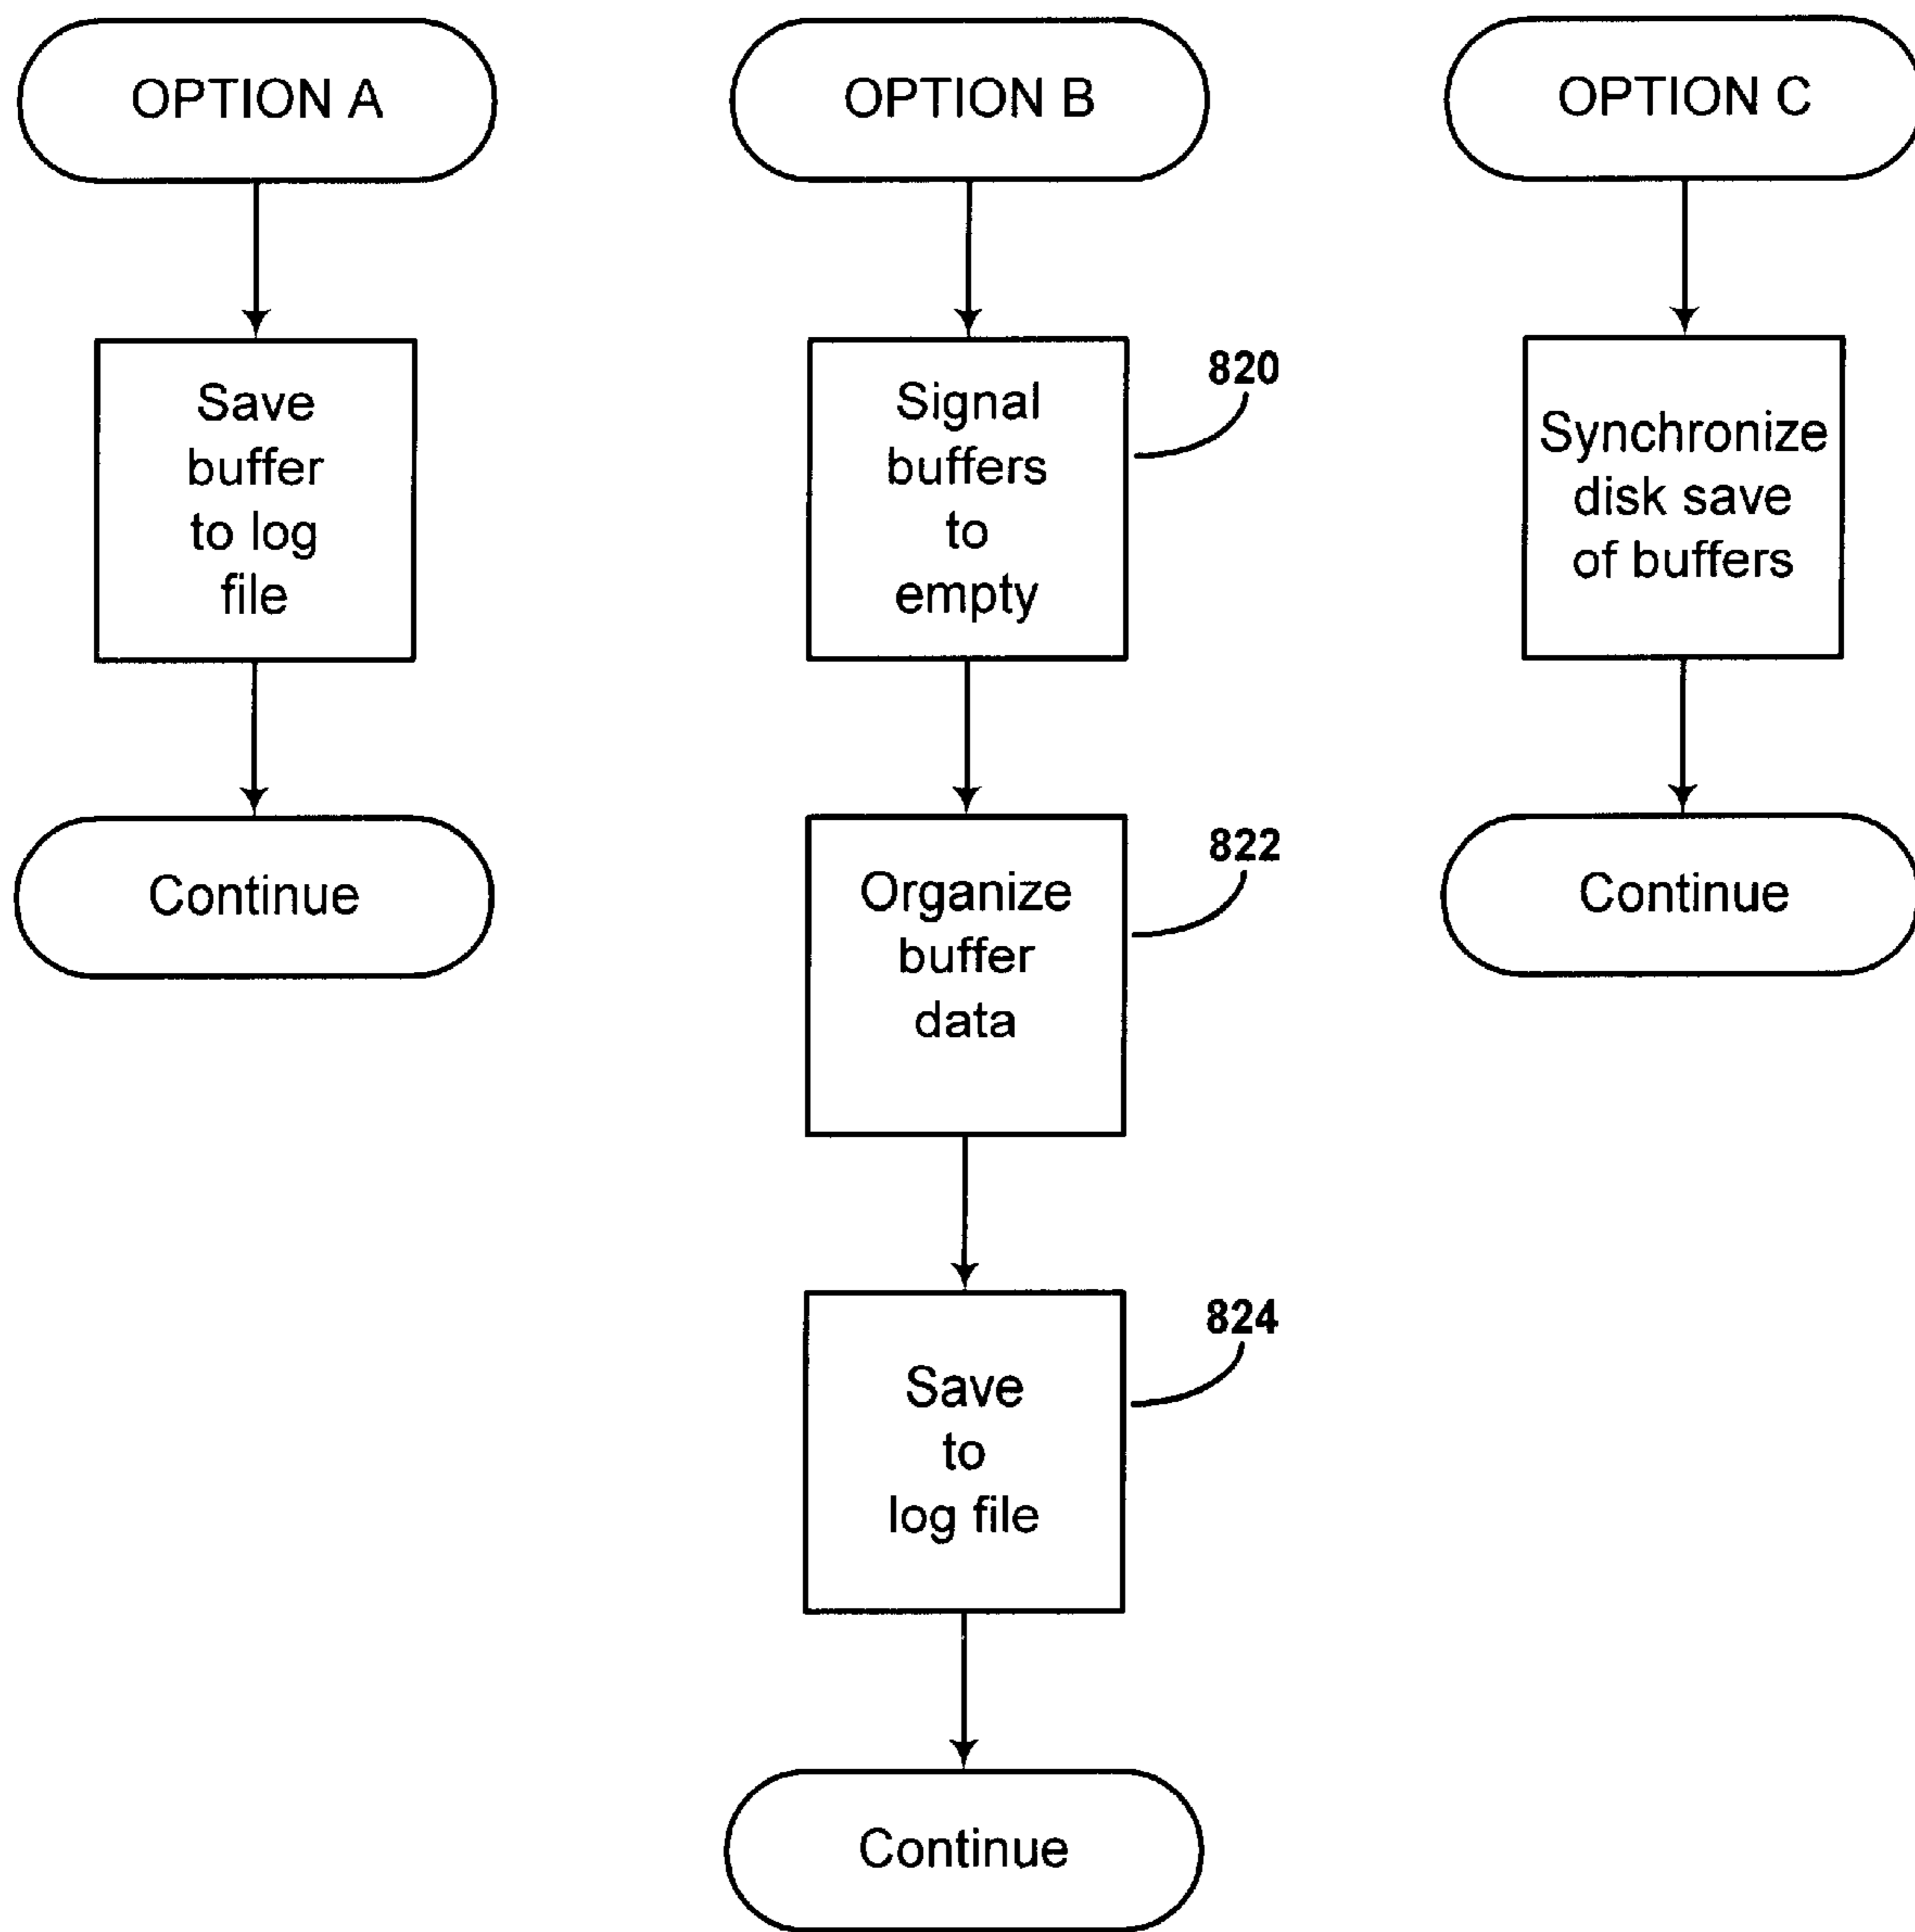 OPTION A
Save
buffer
to log
file
Continue
OPTION B
Signal
buffers
to
empty
820
Organize
buffer
data
822
Save
to
log file
824
Continue
OPTION C
Synchronize
disk save
of buffers
Continue